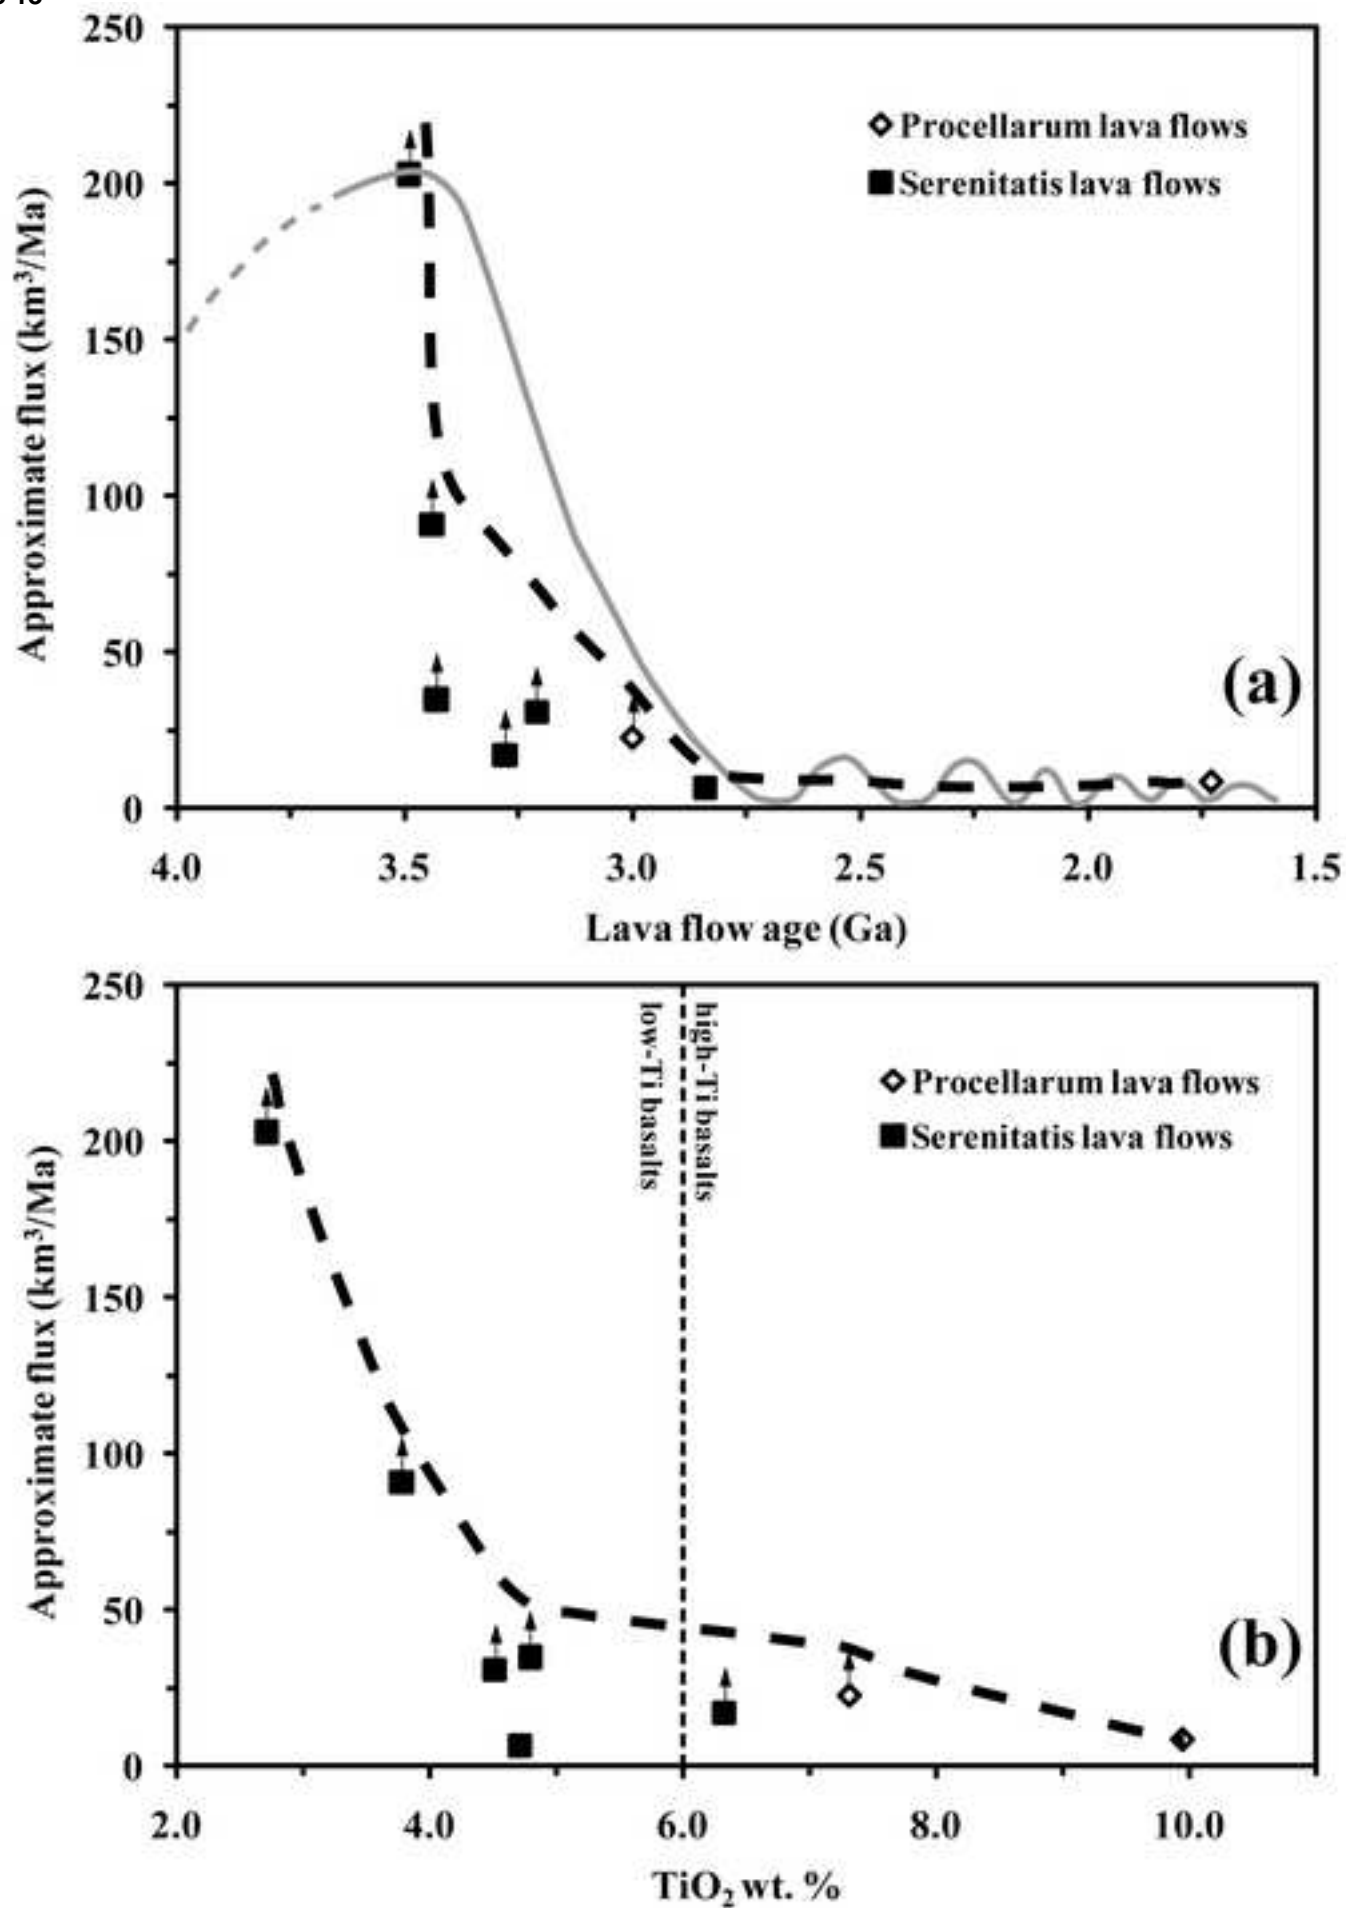 250
200
150
100
50
0
Approximate flux (km³/Ma)
Procellarum lava flows
Serenitatis lava flows
(a)
4.0 3.5 3.0 2.5 2.0 1.5
Lava flow age (Ga)
250
200
150
100
50
0
Approximate flux (km³/Ma)
low-Ti basalts
high-Ti basalts
Procellarum lava flows
Serenitatis lava flows
(b)
2.0 4.0 6.0 8.0 10.0
TiO₂ wt. %